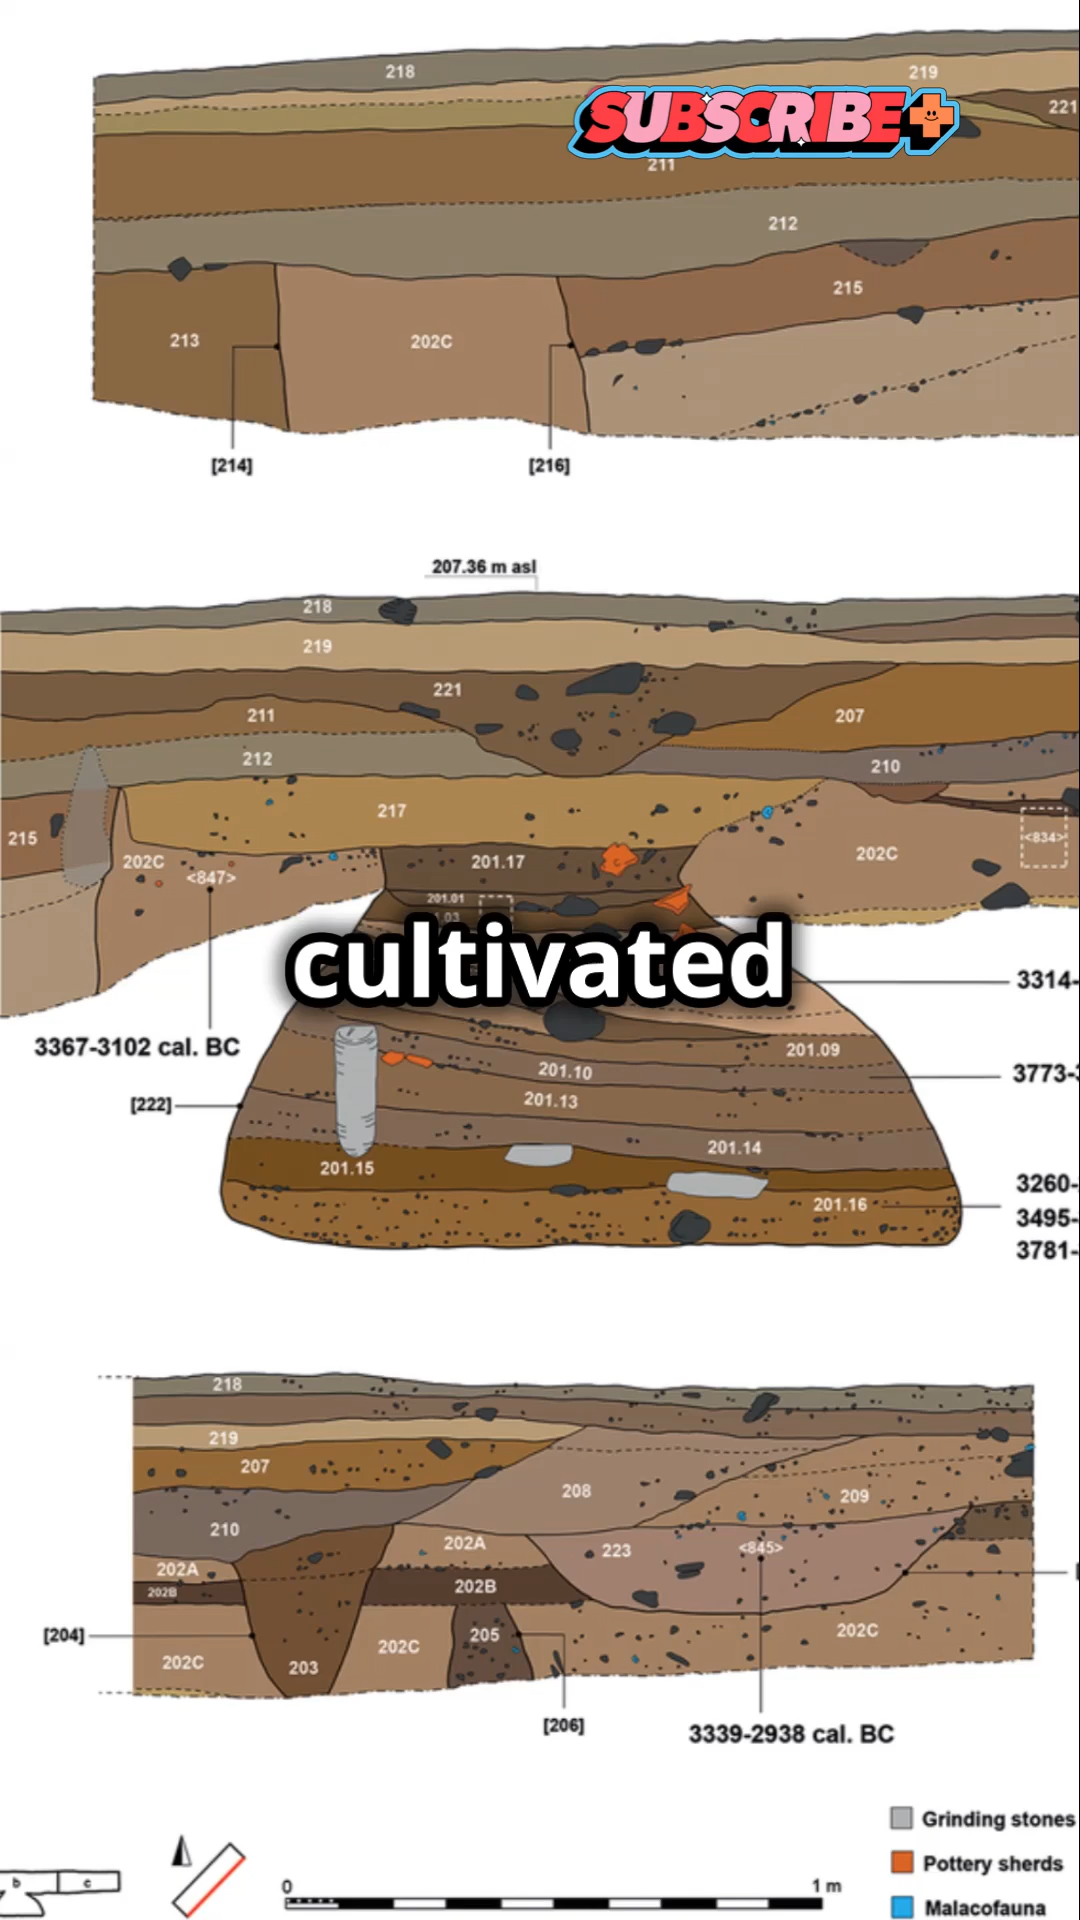 218
219
SUBSCRIBE
221
211
212
215
213
202C
[214]
[216]
207.36 m asl
218
219
221
211
207
212
210
217
215
202C
<847>
201.17
202C
<834>
201.01
.03
cultivated
3314-
3367-3102 cal. BC
201.09
201.10
3773-
[222]
201.13
201.14
201.15
3260-
201.16
3495-
3781-
218
219
207
208
209
210
202A
223
<845>
202A
202B
202B
[204]
205
202C
202C
202C
203
[206]
3339-2938 cal. BC
Grinding stones
Pottery sherds
Malacofauna
b
c
0
1 m